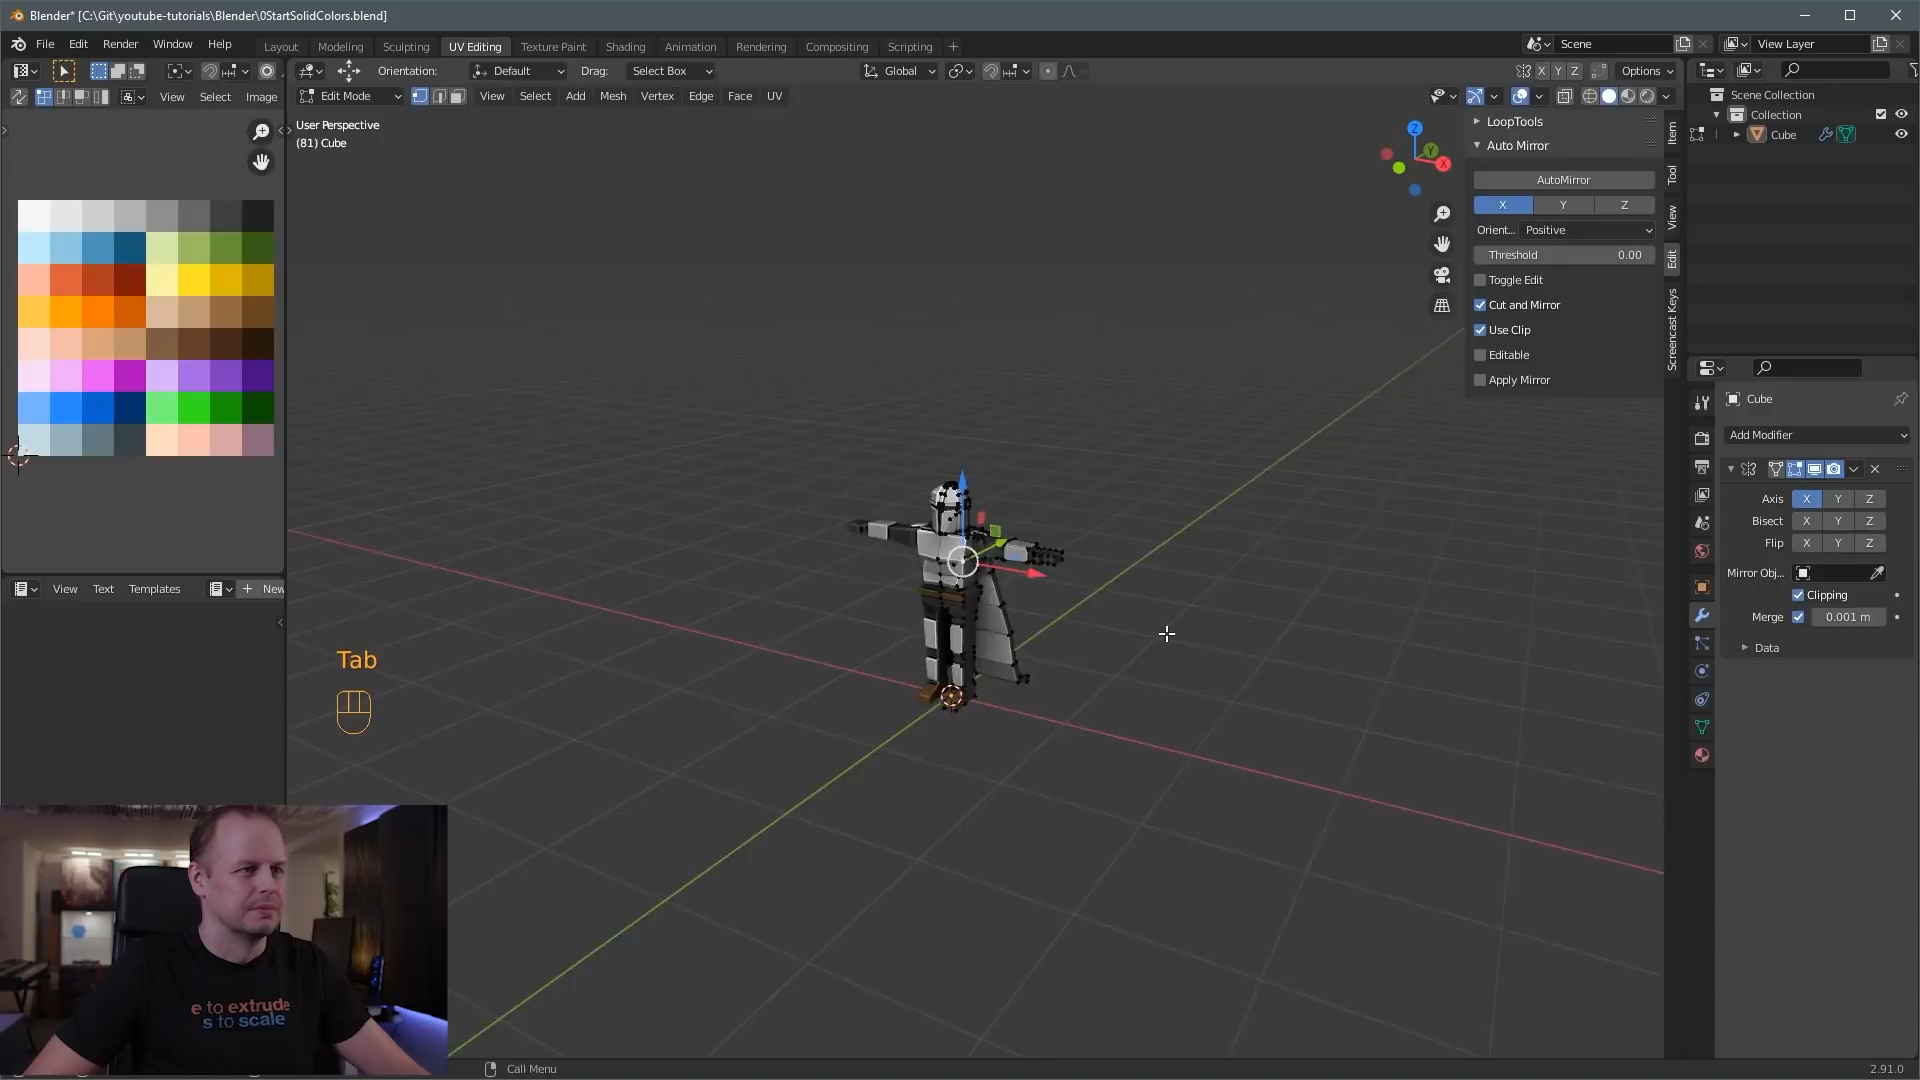 Blender* [C:\Git\youtube-tutorials\Blender\0StartSolidColors.blend]
File Edit Render Window Help
Layout Modeling Sculpting UV Editing Texture Paint Shading Animation Rendering Compositing Scripting +
Scene
View Layer
Orientation: Default Drag: Select Box
Global
X Y Z Options
View Select Image
Edit Mode View Select Add Mesh Vertex Edge Face UV
User Perspective
(81) Cube
Z
Y
X
LoopTools
Auto Mirror
AutoMirror
X Y Z
Orient... Positive
Threshold 0.00
Toggle Edit
Cut and Mirror
Use Clip
Editable
Apply Mirror
Item
Tool
View
Edit
Screencast Keys
Scene Collection
Collection
Cube
Cube
Add Modifier
Axis X Y Z
Bisect X Y Z
Flip X Y Z
Mirror Obj...
Clipping
Merge 0.001 m
Data
View Text Templates + New
Tab
e to extrude
s to scale
Call Menu
2.91.0